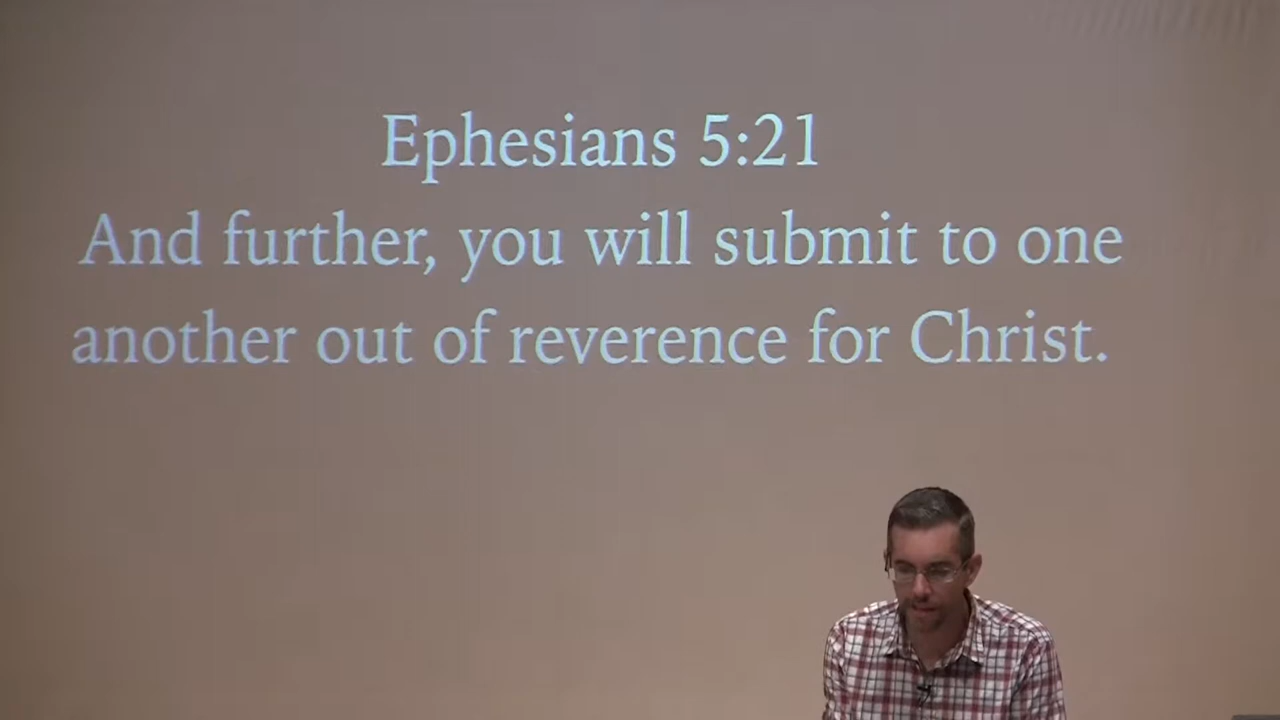 Ephesians 5:21
And further, you will submit to one
another out of reverence for Christ.